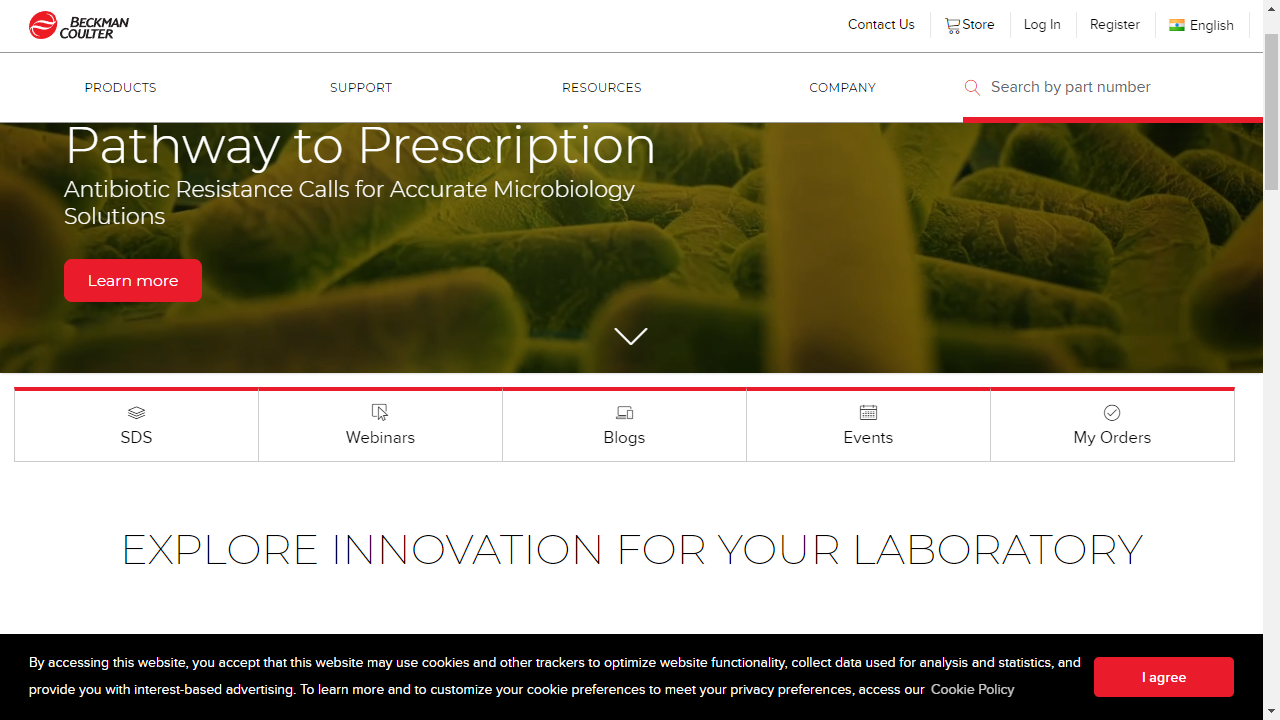 BECKMAN
COULTER
Contact Us
Store
Log In
Register
English
PRODUCTS
SUPPORT
RESOURCES
COMPANY
Search by part number
Pathway to Prescription
Antibiotic Resistance Calls for Accurate Microbiology
Solutions
Learn more
SDS
Webinars
Blogs
Events
My Orders
EXPLORE INNOVATION FOR YOUR LABORATORY
By accessing this website, you accept that this website may use cookies and other trackers to optimize website functionality, collect data used for analysis and statistics, and
provide you with interest-based advertising. To learn more and to customize your cookie preferences to meet your privacy preferences, access our Cookie Policy
I agree